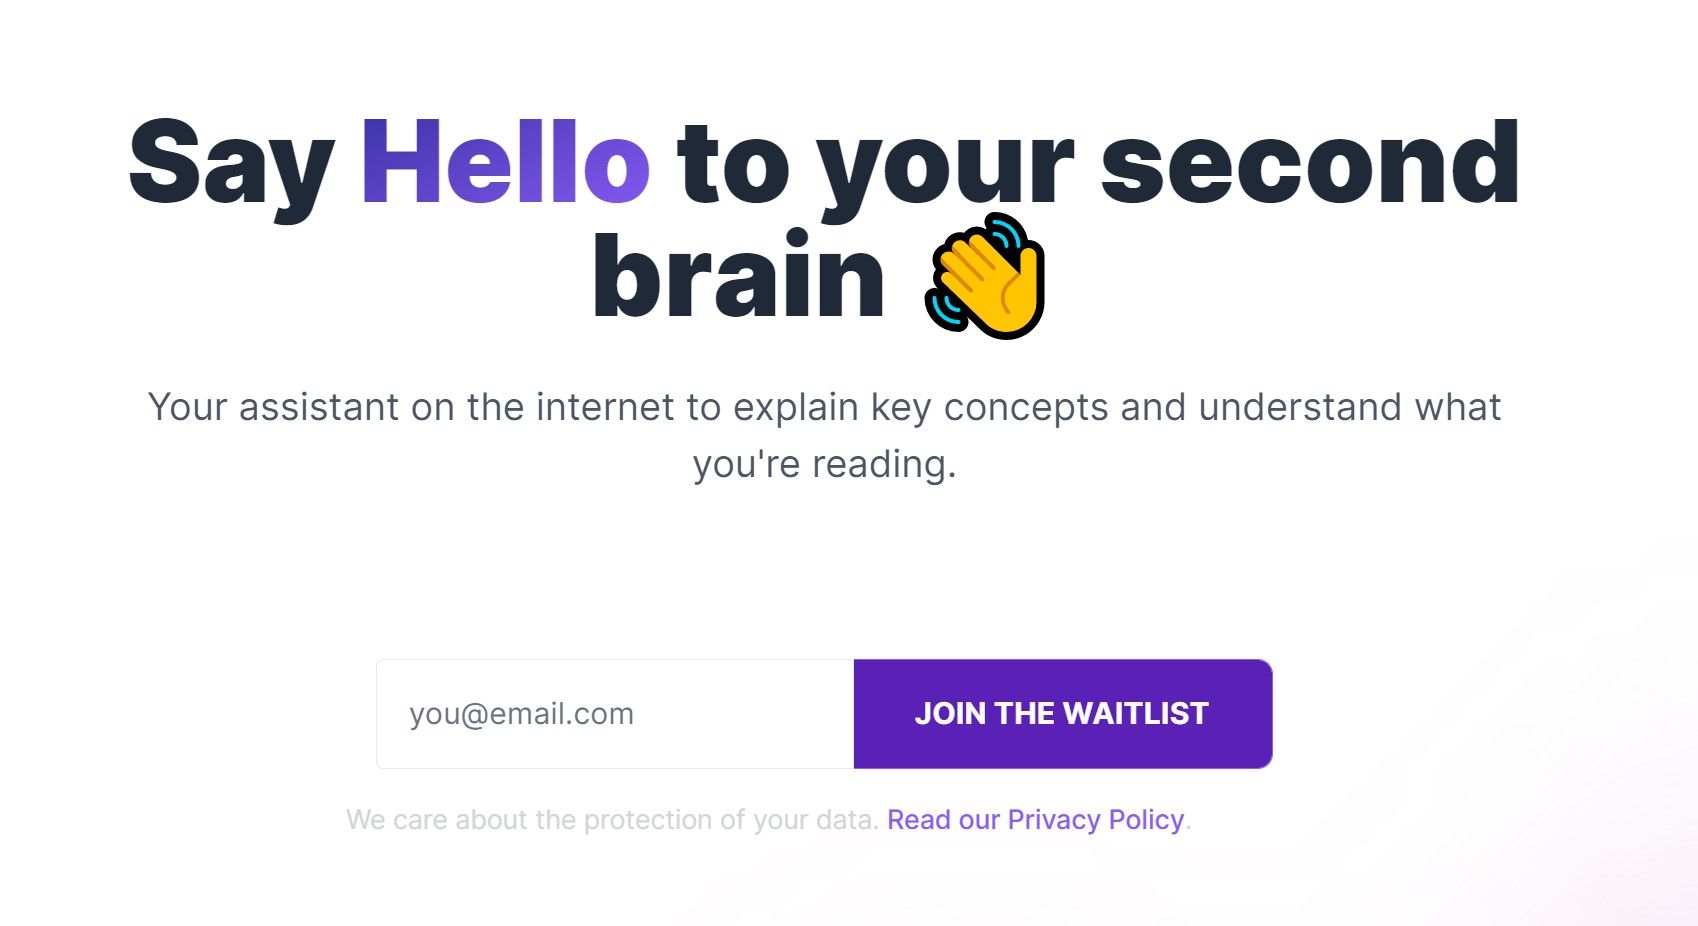 Say Hello to your second
brain 👋
Your assistant on the internet to explain key concepts and understand what
you're reading.
you@email.com
JOIN THE WAITLIST
We care about the protection of your data. Read our Privacy Policy.